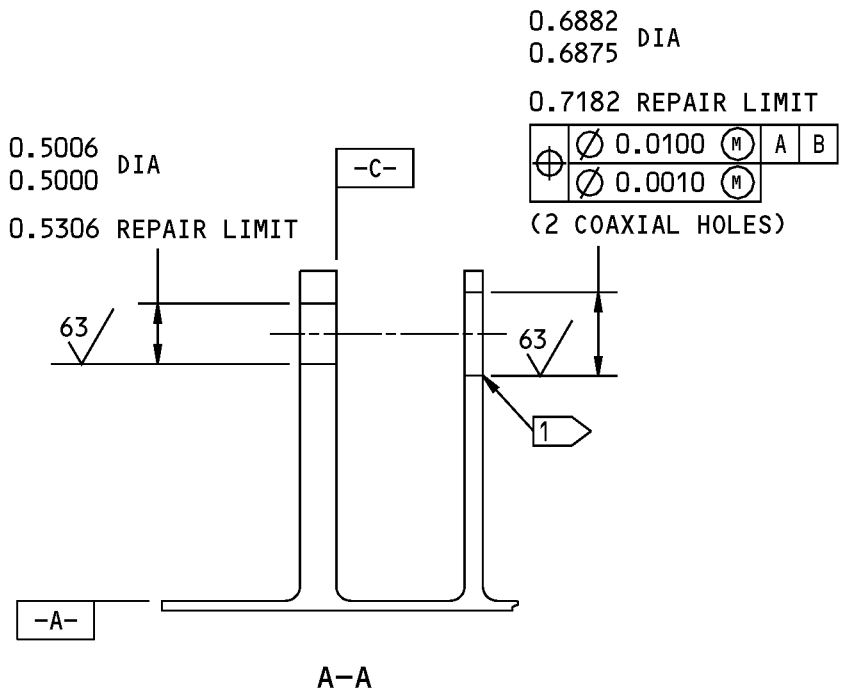 0.6882
0.6875 DIA
0.7182 REPAIR LIMIT
⌖ ⌀ 0.0100 Ⓜ A B
⌀ 0.0010 Ⓜ
(2 COAXIAL HOLES)
0.5006
0.5000 DIA
0.5306 REPAIR LIMIT
-C-
63
63
1
-A-
A-A